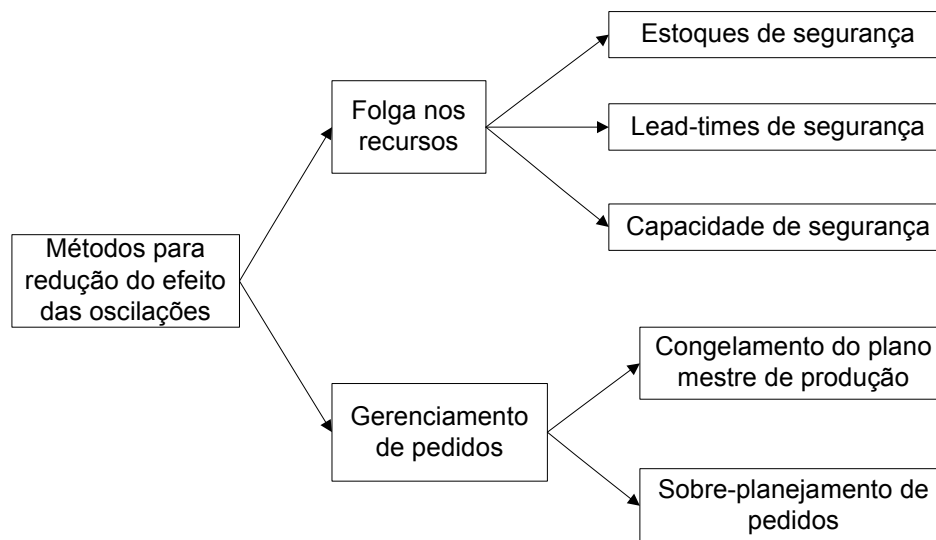 Métodos para
redução do efeito
das oscilações
Folga nos
recursos
Estoques de segurança
Lead-times de segurança
Capacidade de segurança
Gerenciamento
de pedidos
Congelamento do plano
mestre de produção
Sobre-planejamento de
pedidos